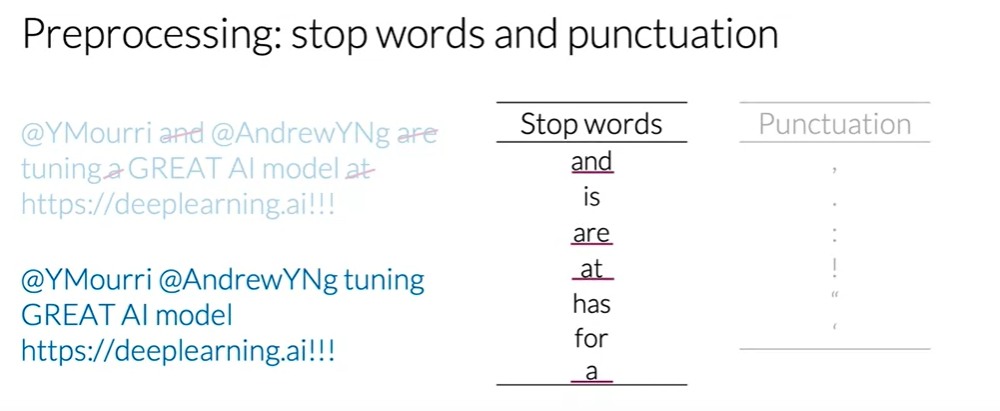 Preprocessing: stop words and punctuation
@YMourri and @AndrewYNg are
tuning a GREAT AI model at
https://deeplearning.ai!!!
@YMourri @AndrewYNg tuning
GREAT AI model
https://deeplearning.ai!!!
Stop words
and
is
are
at
has
for
a
Punctuation
,
.
:
!
“
‘